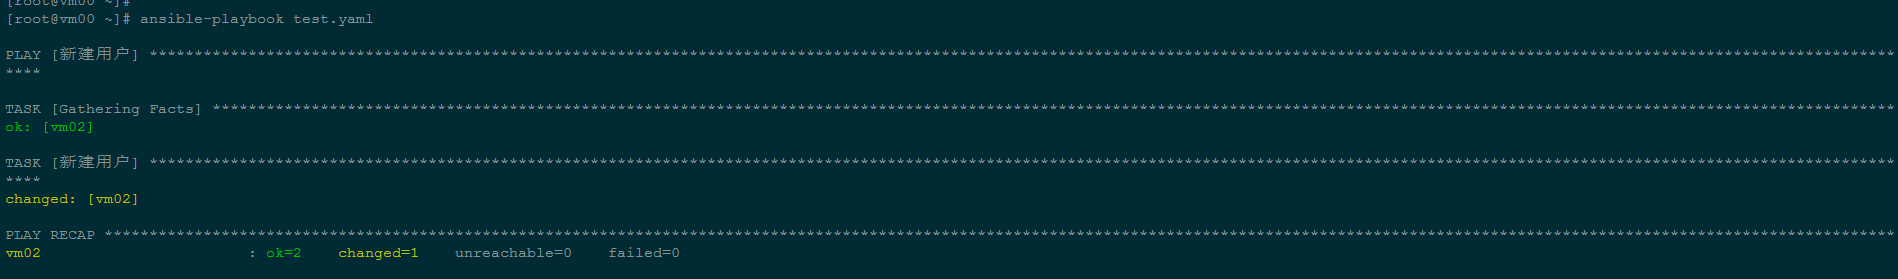 [root@vm00 ~]#
[root@vm00 ~]# ansible-playbook test.yaml
PLAY [新建用户] **************************************************************************************************************************************************************************************************
****
TASK [Gathering Facts] *******************************************************************************************************************************************************************************************
ok: [vm02]
TASK [新建用户] **************************************************************************************************************************************************************************************************
****
changed: [vm02]
PLAY RECAP *******************************************************************************************************************************************************************************************************
vm02                       : ok=2    changed=1    unreachable=0    failed=0